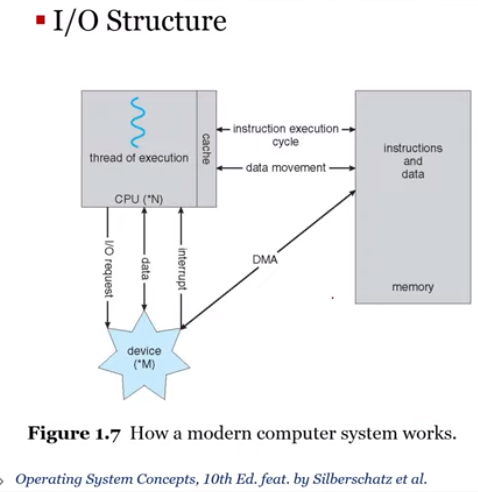 ▪ I/O Structure
thread of execution
cache
CPU (*N)
instruction execution
cycle
data movement
instructions
and
data
I/O request
data
interrupt
DMA
memory
device
(*M)
Figure 1.7 How a modern computer system works.
Operating System Concepts, 10th Ed. feat. by Silberschatz et al.